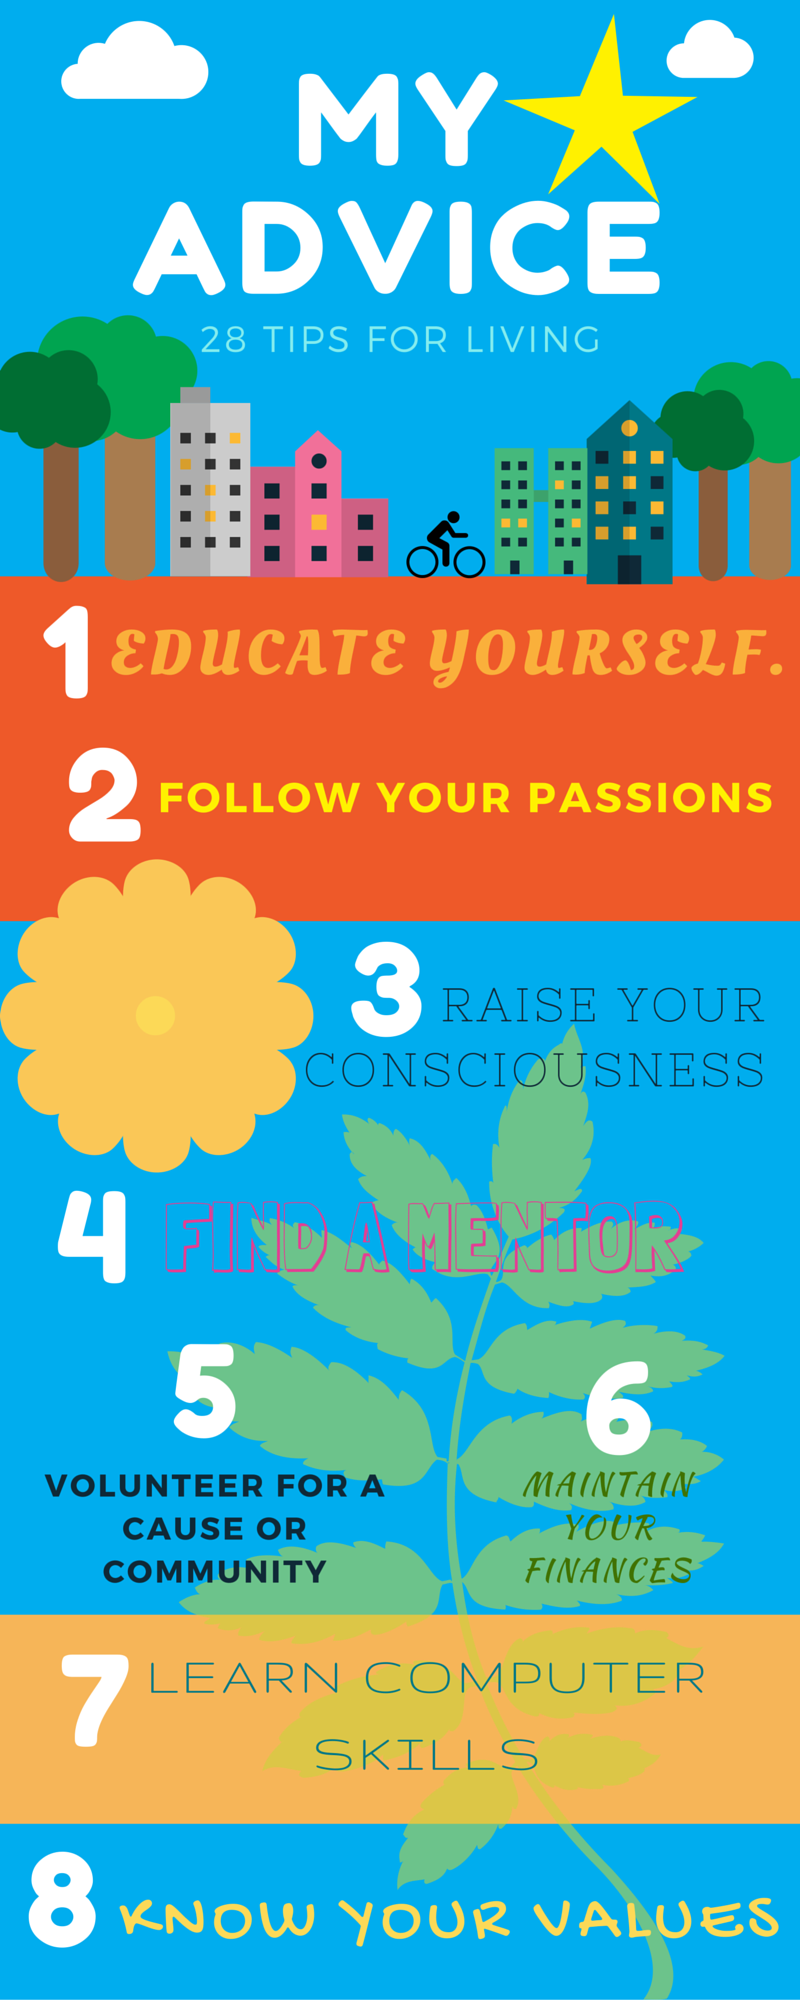 MY
ADVICE
28 TIPS FOR LIVING
1 EDUCATE YOURSELF.
2 FOLLOW YOUR PASSIONS
3 RAISE YOUR
CONSCIOUSNESS
4 FIND A MENTOR
5
VOLUNTEER FOR A
CAUSE OR
COMMUNITY
6
MAINTAIN
YOUR
FINANCES
7 LEARN COMPUTER
SKILLS
8 KNOW YOUR VALUES